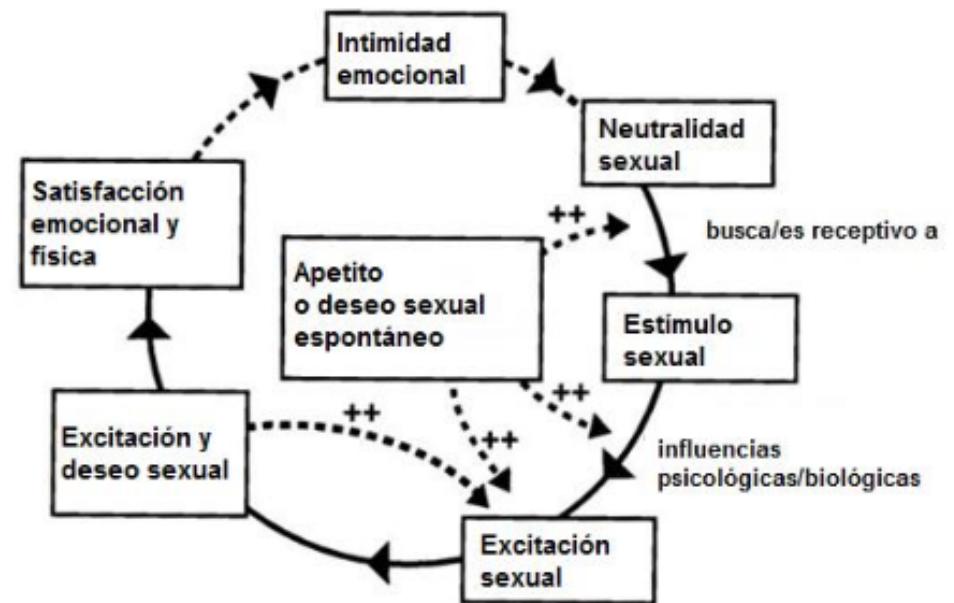 Intimidad
emocional
Neutralidad
sexual
++
busca/es receptivo a
Satisfacción
emocional y
física
Apetito
o deseo sexual
espontáneo
Estímulo
sexual
++
++
++
Excitación y
deseo sexual
influencias
psicológicas/biológicas
Excitación
sexual